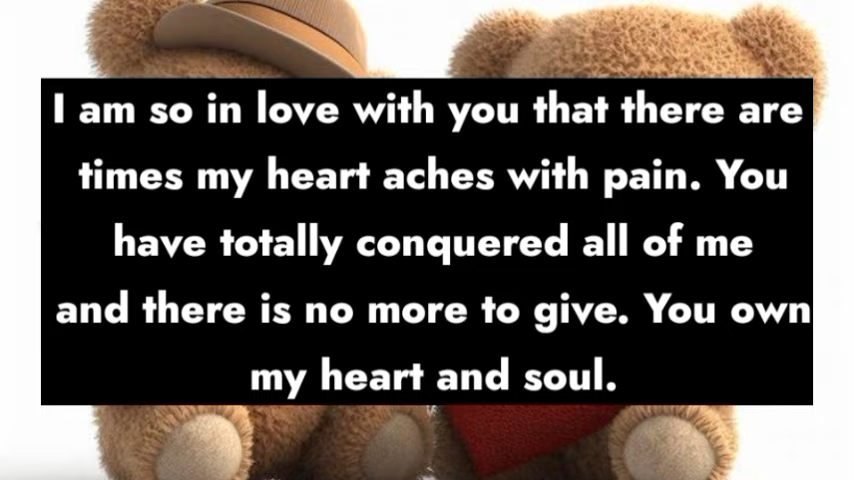 I am so in love with you that there are
times my heart aches with pain. You
have totally conquered all of me
and there is no more to give. You own
my heart and soul.